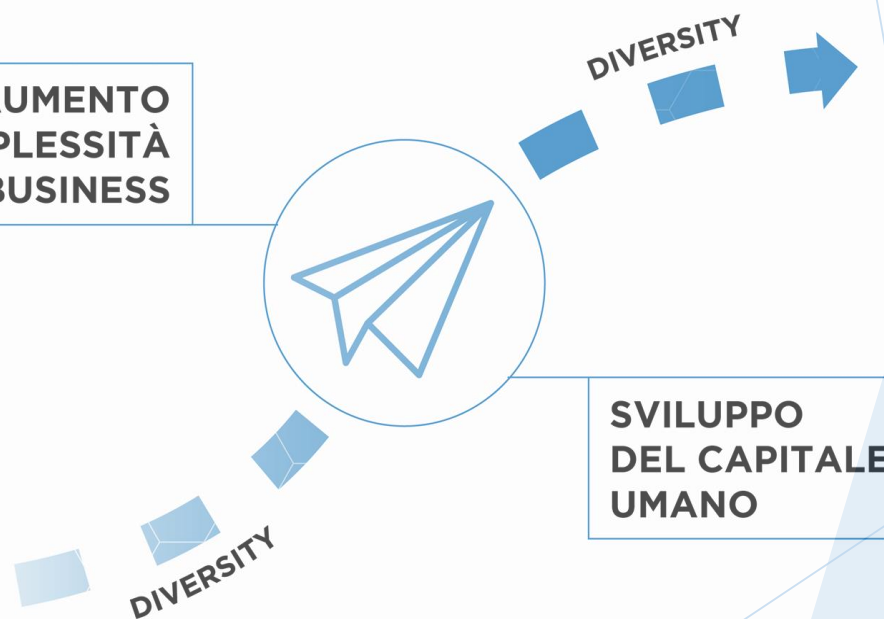 DIVERSITY
UMENTO
PLESSITÀ
BUSINESS
SVILUPPO
DEL CAPITALE
UMANO
DIVERSITY